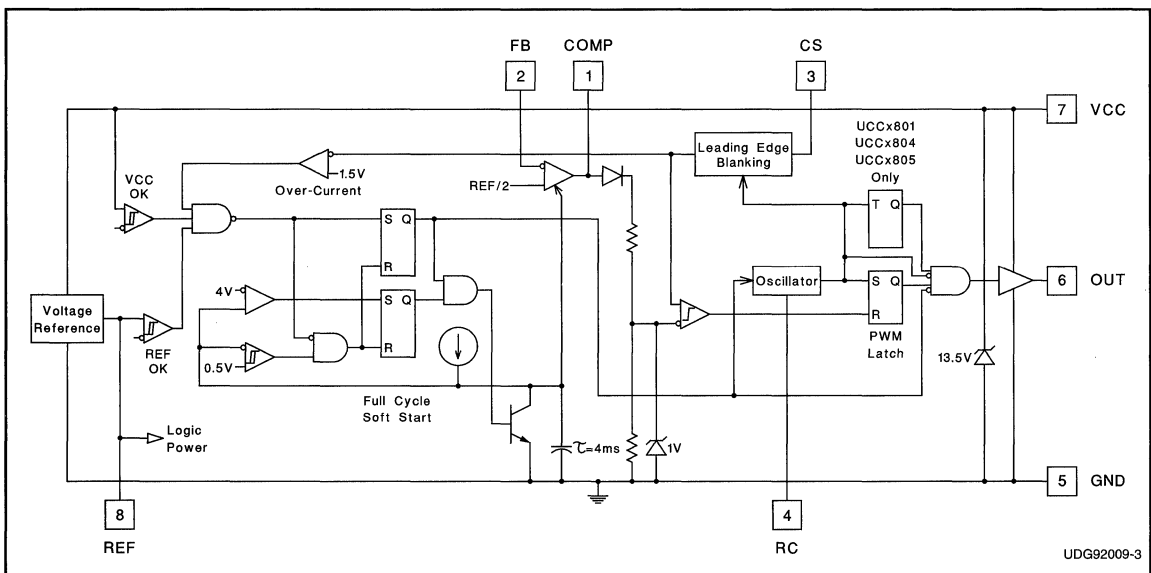 FB COMP CS
2 1 3
7 VCC
UCCx801
UCCx804
UCCx805
Only
Leading Edge
Blanking
1.5V
Over-Current
VCC
OK
REF/2
S Q
R
T Q
4V
S Q
R
Oscillator
S Q
R
6 OUT
Voltage
Reference
REF
OK
0.5V
PWM
Latch
13.5V
Full Cycle
Soft Start
Logic
Power
τ=4ms
1V
5 GND
8
REF
4
RC
UDG92009-3